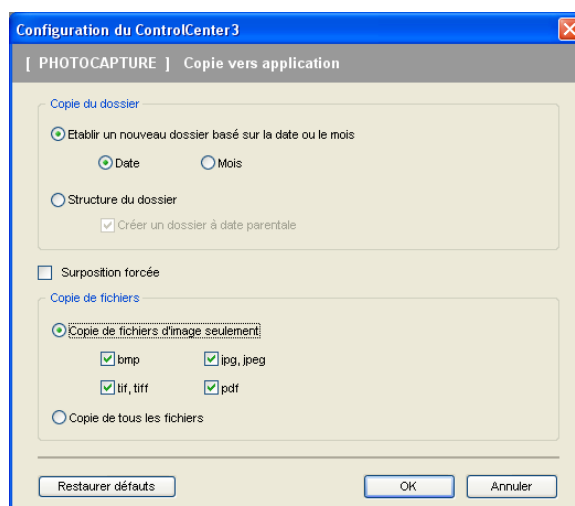 Configuration du ControlCenter3
[ PHOTOCAPTURE ] Copie vers application
Copie du dossier
Etablir un nouveau dossier basé sur la date ou le mois
Date Mois
Structure du dossier
Créer un dossier à date parentale
Surposition forcée
Copie de fichiers
Copie de fichiers d'image seulement
bmp ipg, jpeg
tif, tiff pdf
Copie de tous les fichiers
Restaurer défauts OK Annuler